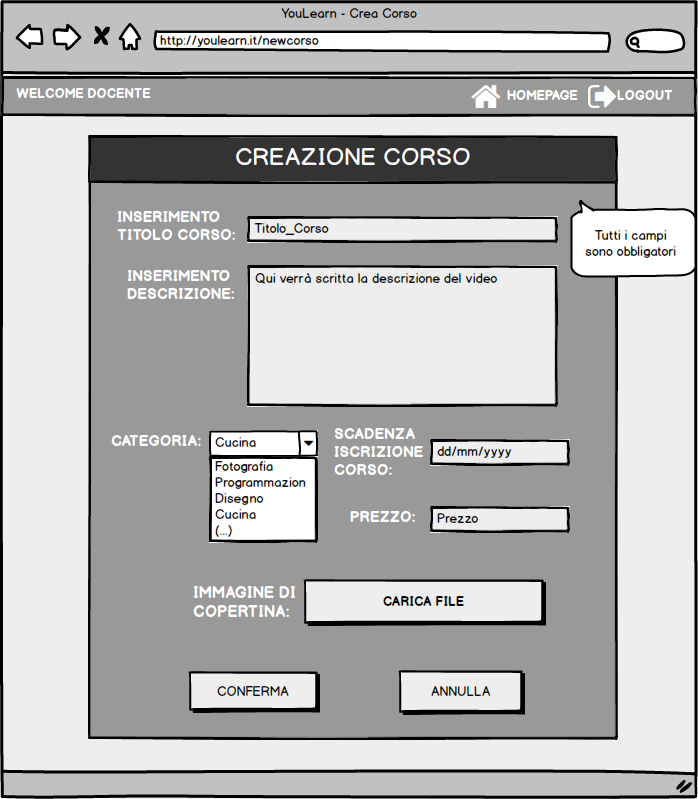 YouLearn - Crea Corso
http://youlearn.it/newcorso
WELCOME DOCENTE
HOMEPAGE
LOGOUT
CREAZIONE CORSO
INSERIMENTO
TITOLO CORSO:
Titolo_Corso
Tutti i campi
sono obbligatori
INSERIMENTO
DESCRIZIONE:
Qui verrà scritta la descrizione del video
CATEGORIA:
Cucina
Fotografia
Programmazion
Disegno
Cucina
(...)
SCADENZA
ISCRIZIONE
CORSO:
dd/mm/yyyy
PREZZO:
Prezzo
IMMAGINE DI
COPERTINA:
CARICA FILE
CONFERMA
ANNULLA